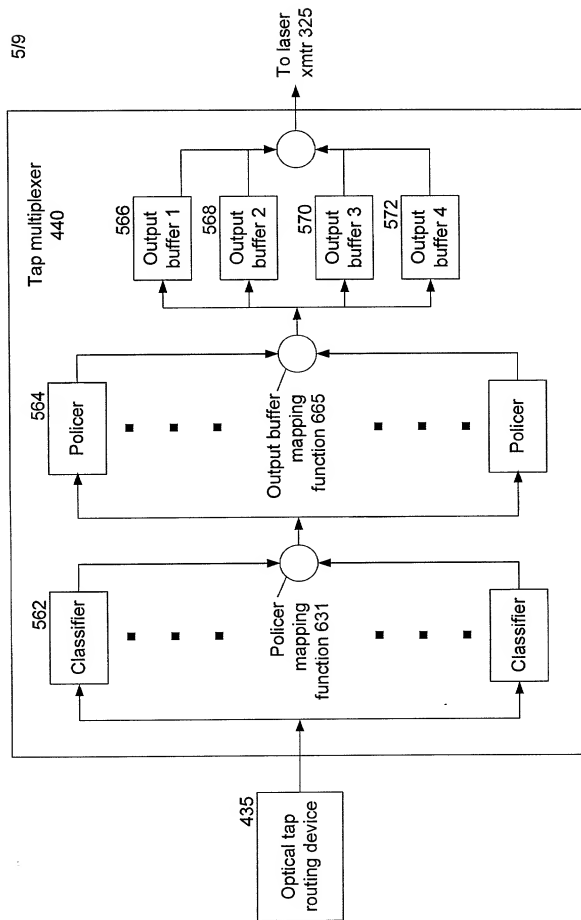 5/9
Tap multiplexer
440
To laser
xmtr 325
566
Output
buffer 1
568
Output
buffer 2
570
Output
buffer 3
572
Output
buffer 4
564
Policer
Output buffer
mapping
function 665
Policer
562
Classifier
Policer
mapping
function 631
Classifier
435
Optical tap
routing device